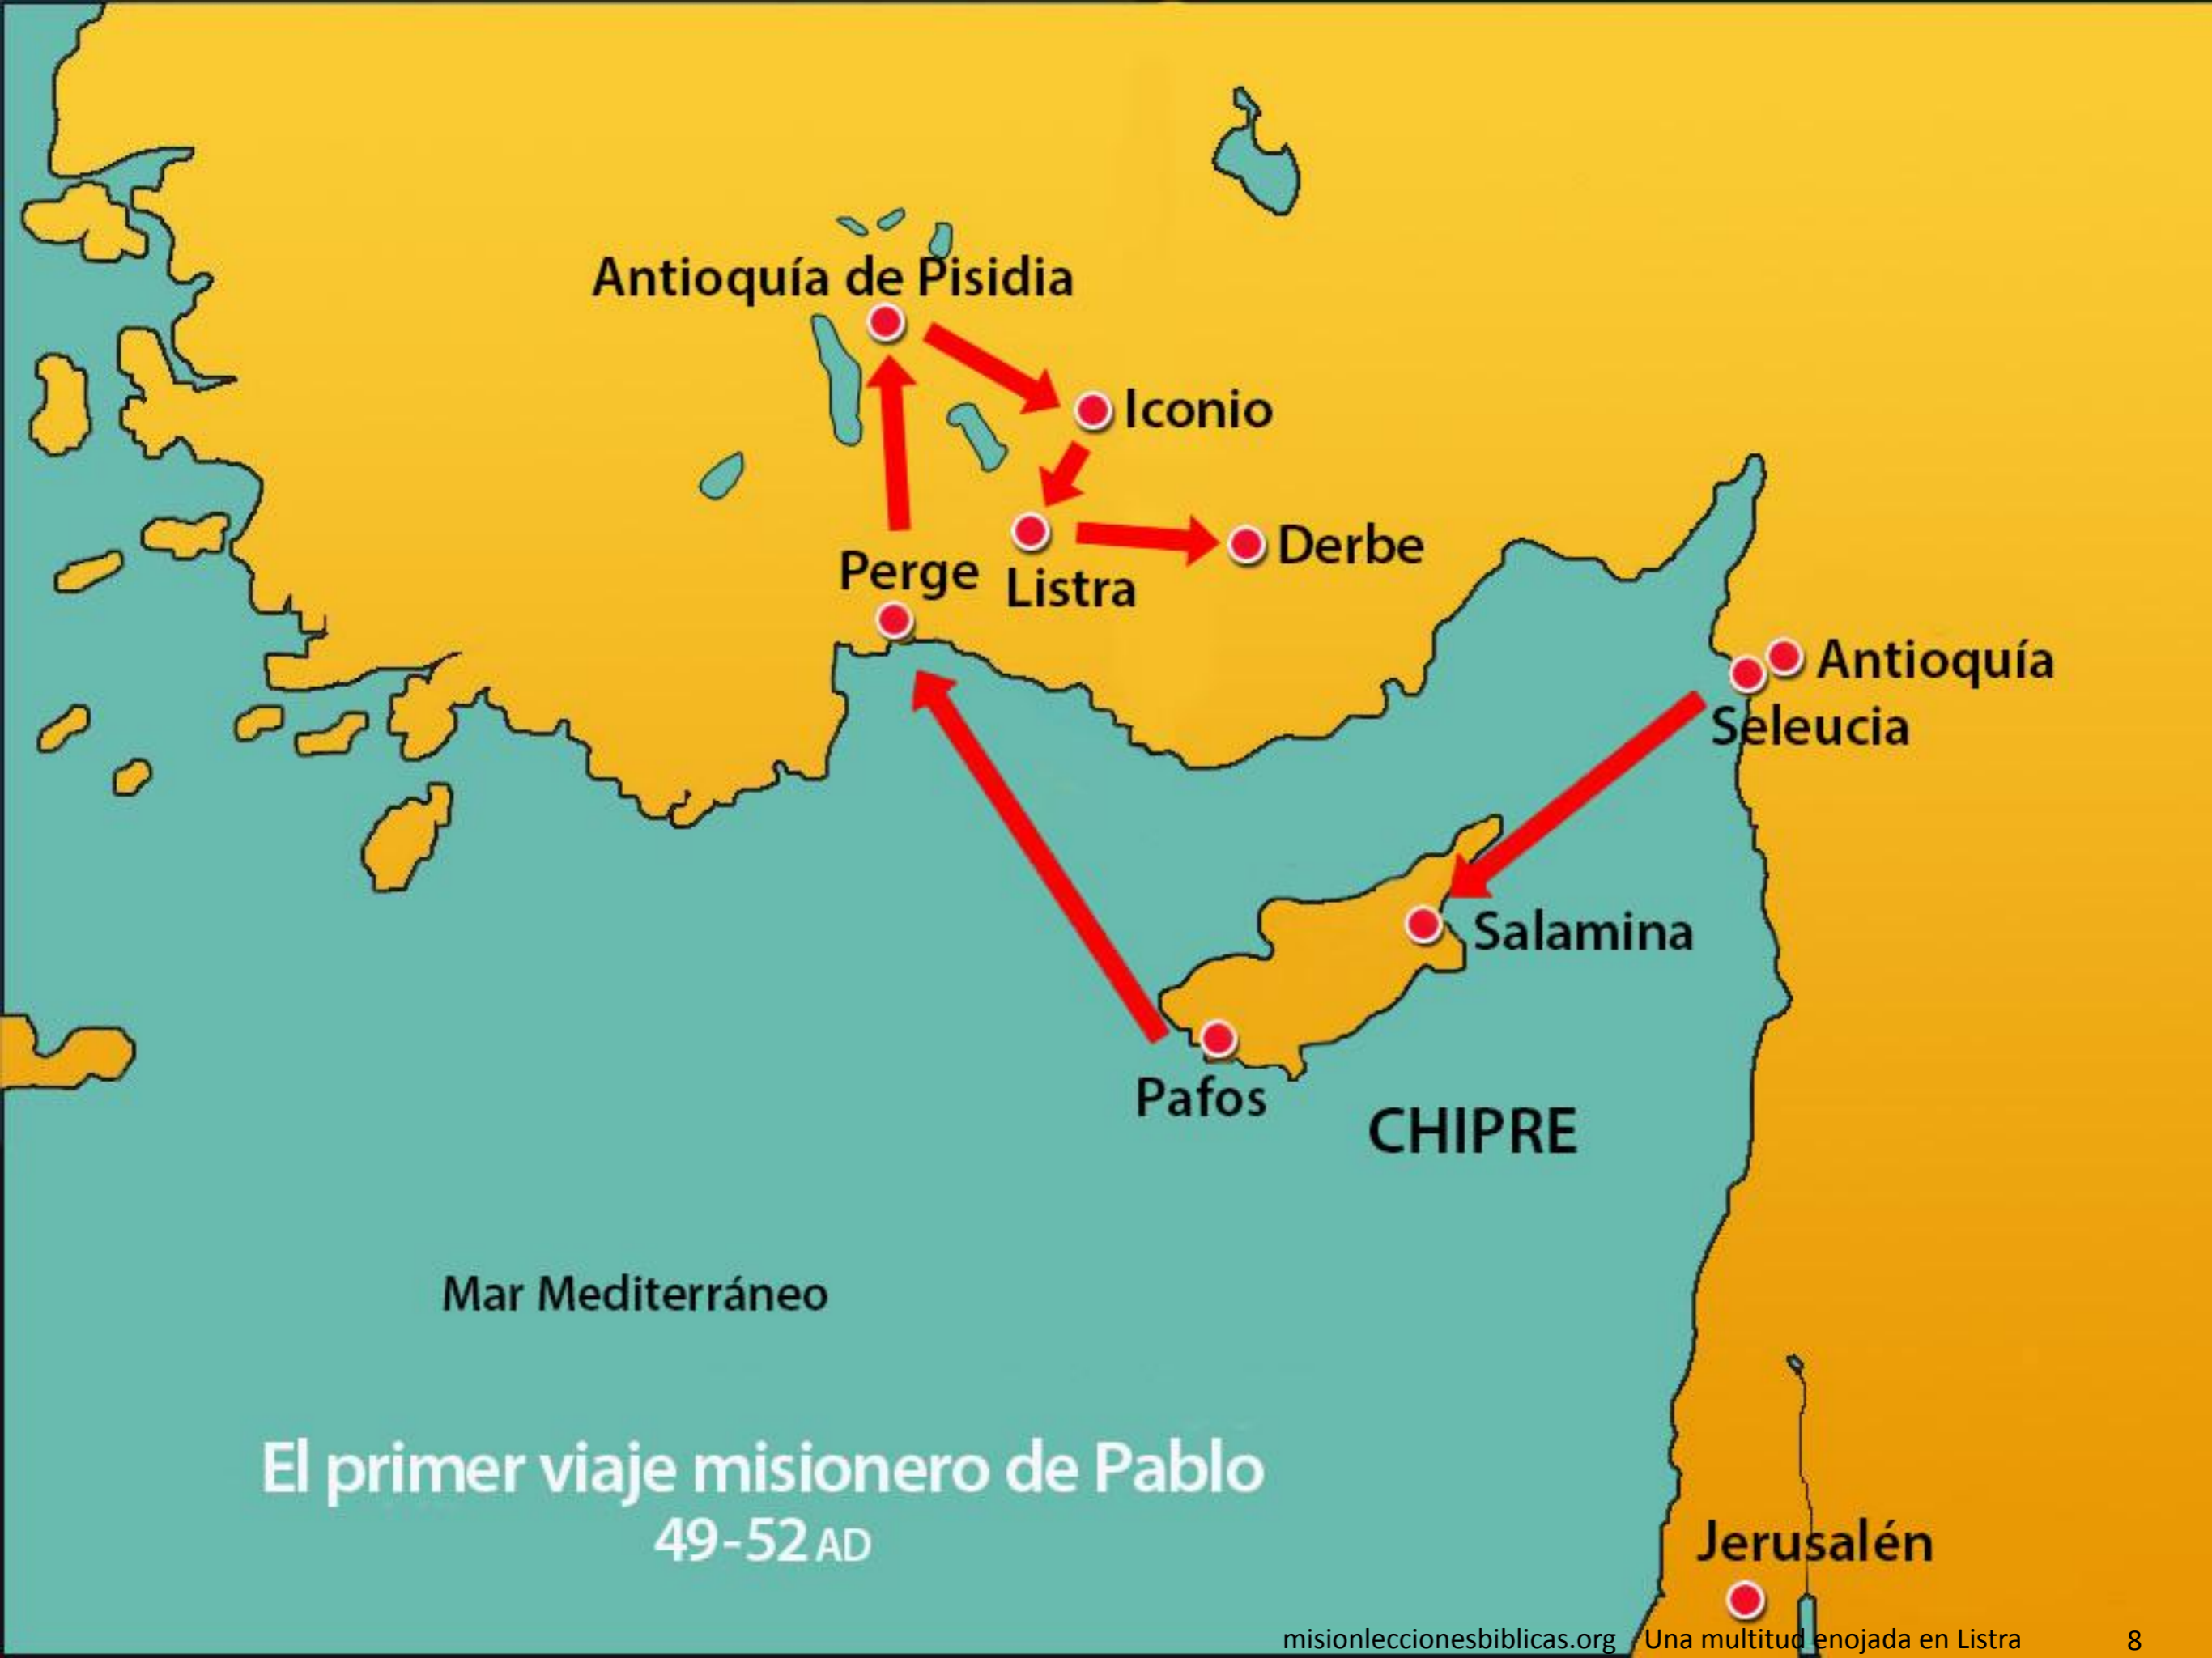 Antioquía de Pisidia
Iconio
Derbe
Perge
Listra
Antioquía
Seleucia
Salamina
Pafos
CHIPRE
Mar Mediterráneo
El primer viaje misionero de Pablo
49-52 AD
Jerusalén
misionleccionesbiblicas.org Una multitud enojada en Listra 8